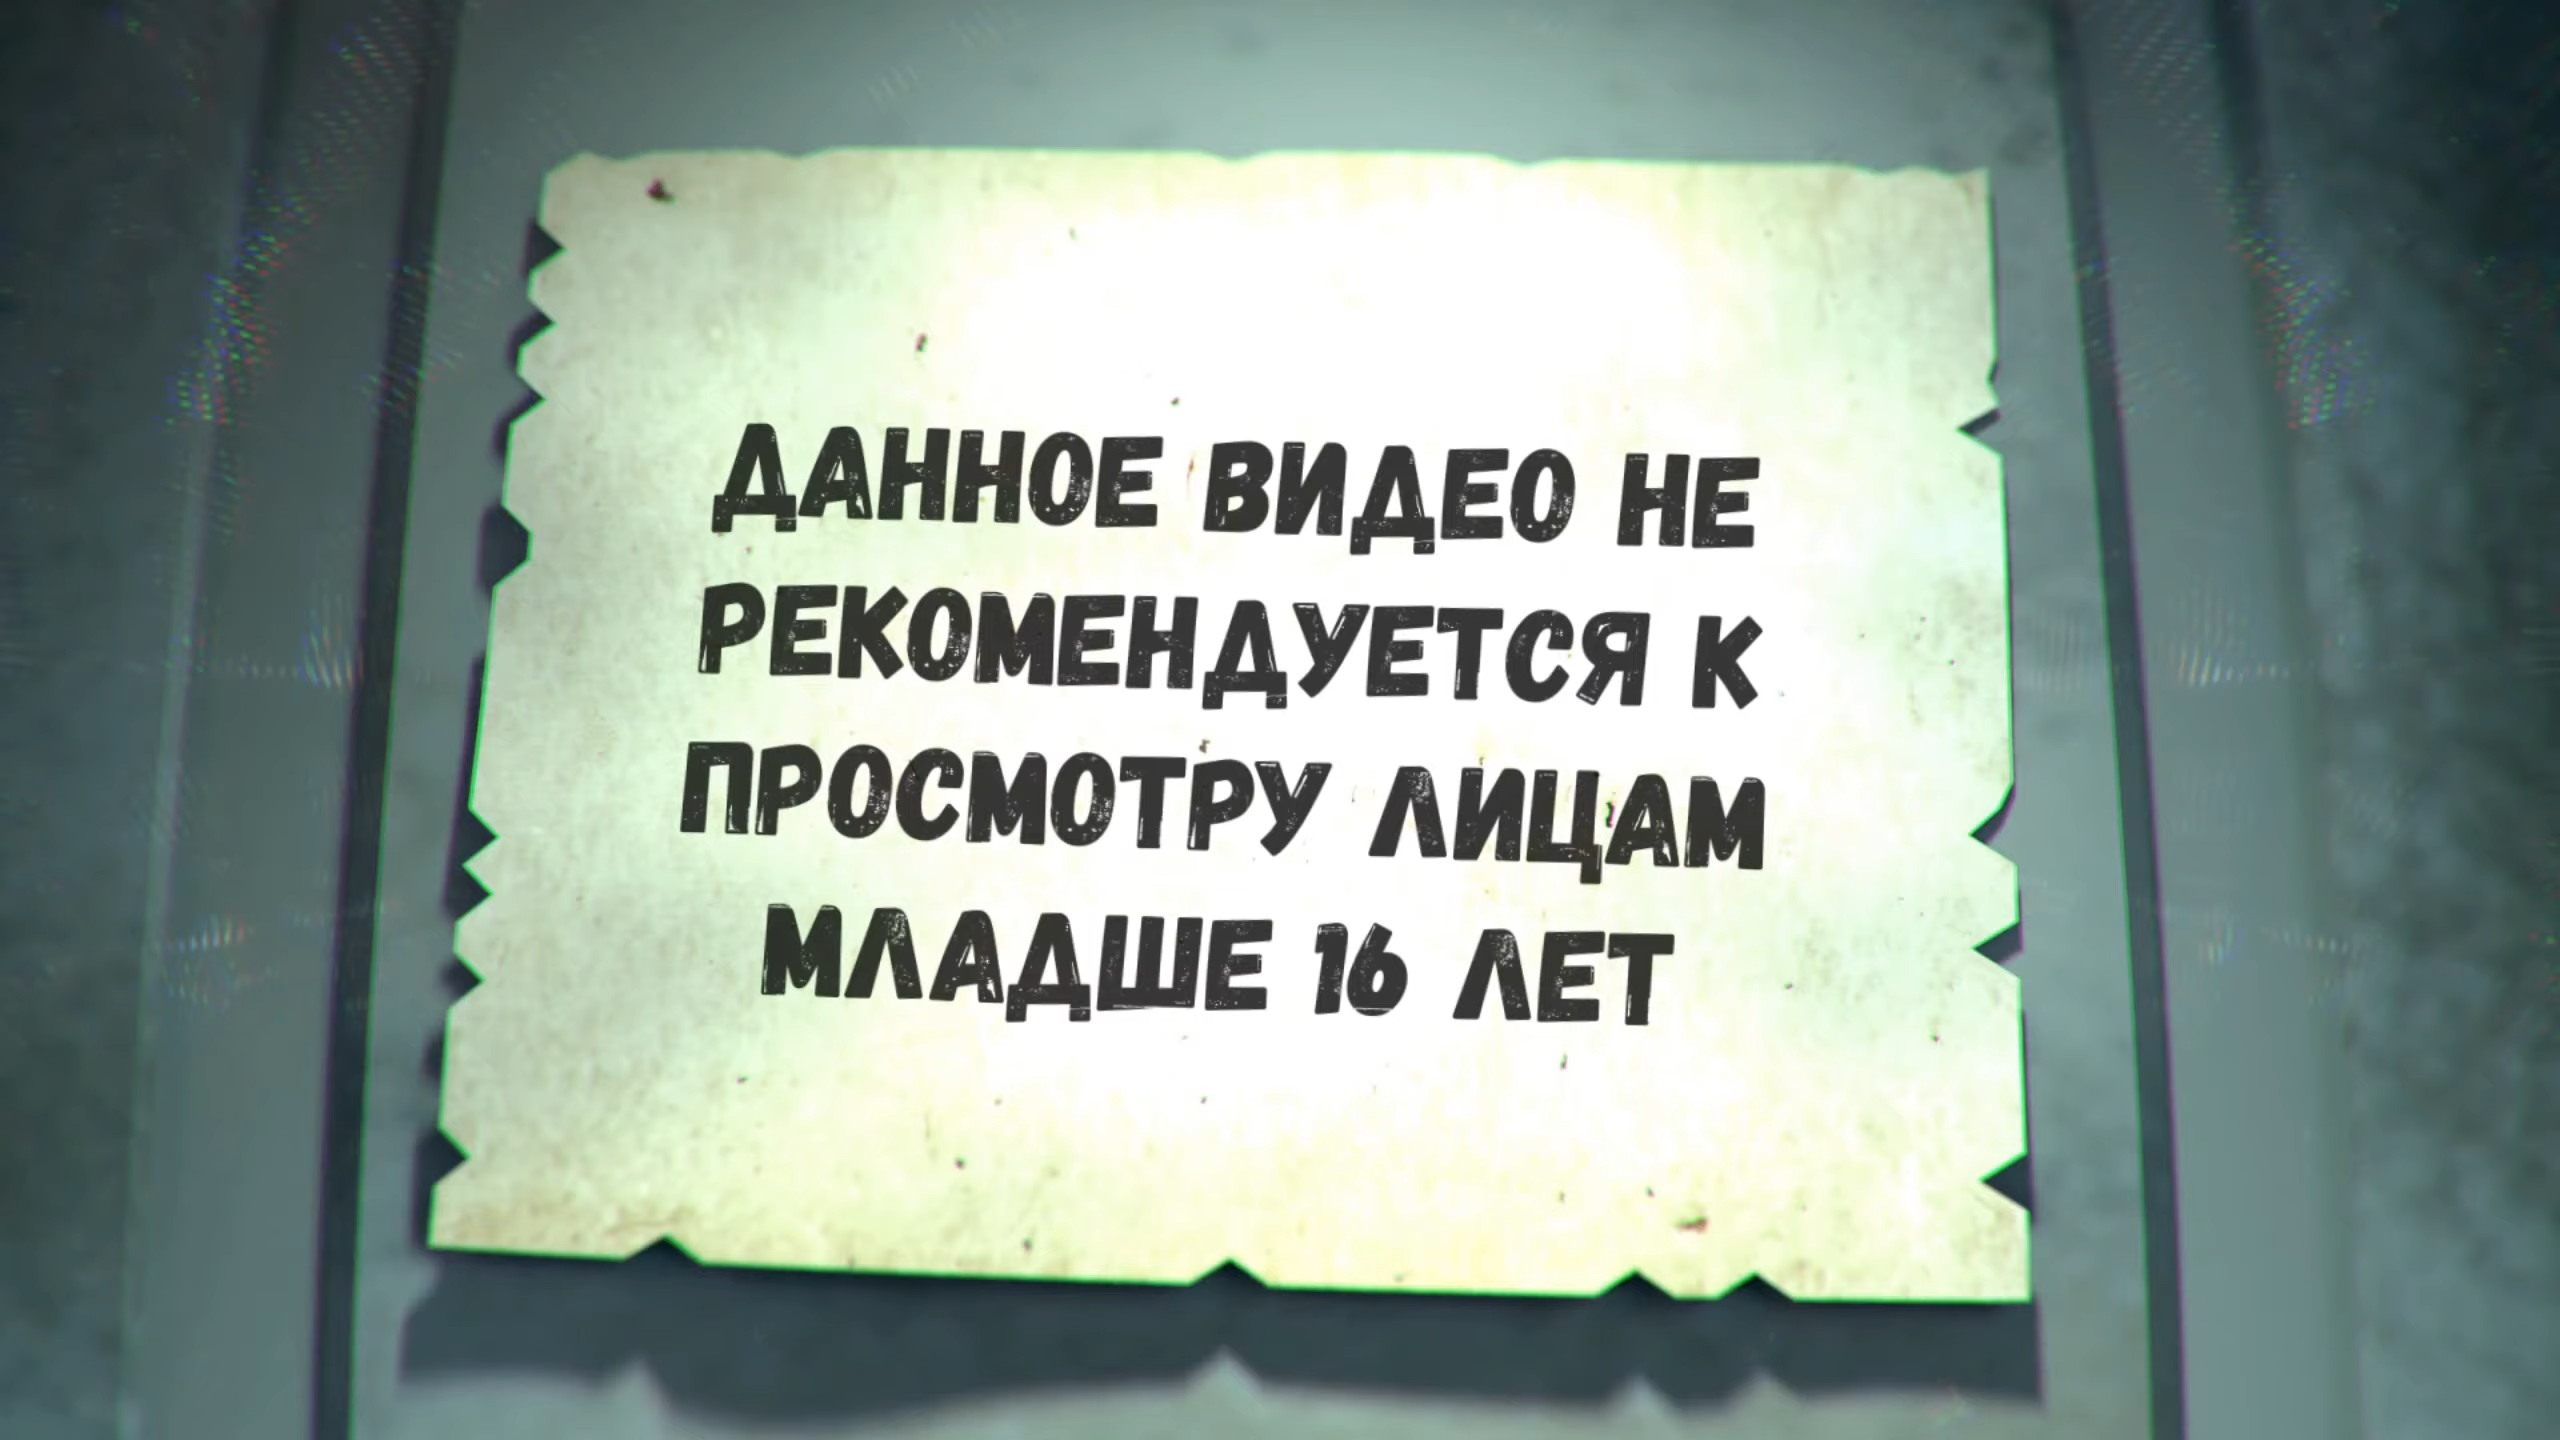 ДАННОЕ ВИДЕО НЕ
РЕКОМЕНДУЕТСЯ К
ПРОСМОТРУ ЛИЦАМ
МЛАДШЕ 16 ЛЕТ